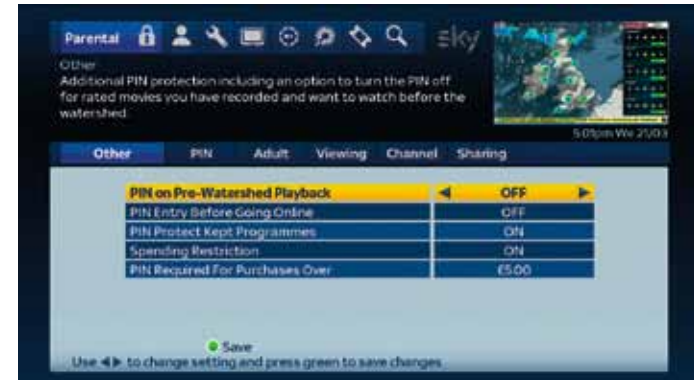 Parental sky
Other
Additional PIN protection including an option to turn the PIN off
for rated movies you have recorded and want to watch before the
watershed.
5:01pm We 21/03
Other PIN Adult Viewing Channel Sharing
PIN on Pre-Watershed Playback OFF
PIN Entry Before Going Online OFF
PIN Protect Kept Programmes ON
Spending Restriction ON
PIN Required For Purchases Over £5.00
Save
Use ◀▶ to change setting and press green to save changes